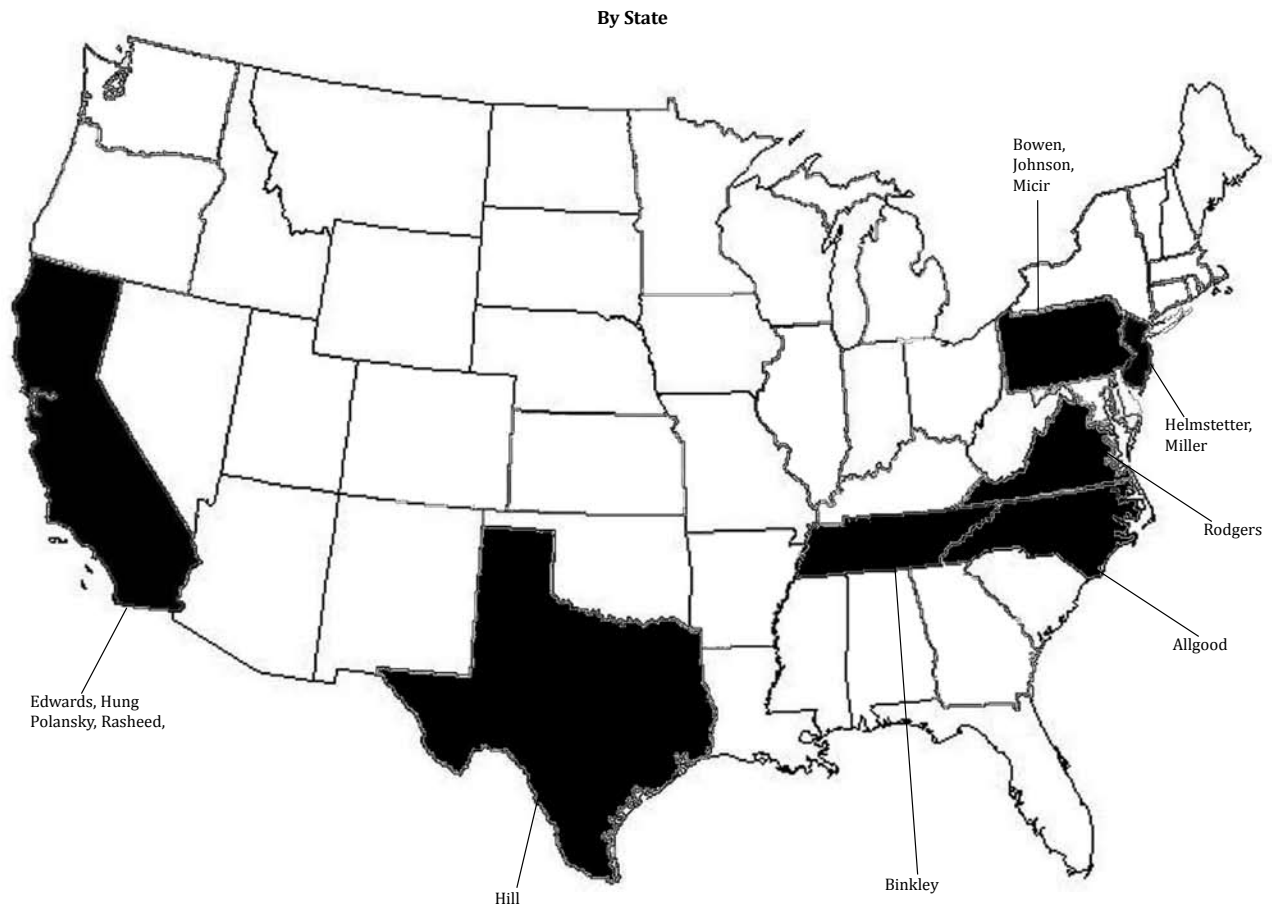 By State
Bowen,
Johnson,
Micir
Helmstetter,
Miller
Rodgers
Allgood
Edwards, Hung
Polansky, Rasheed,
Binkley
Hill